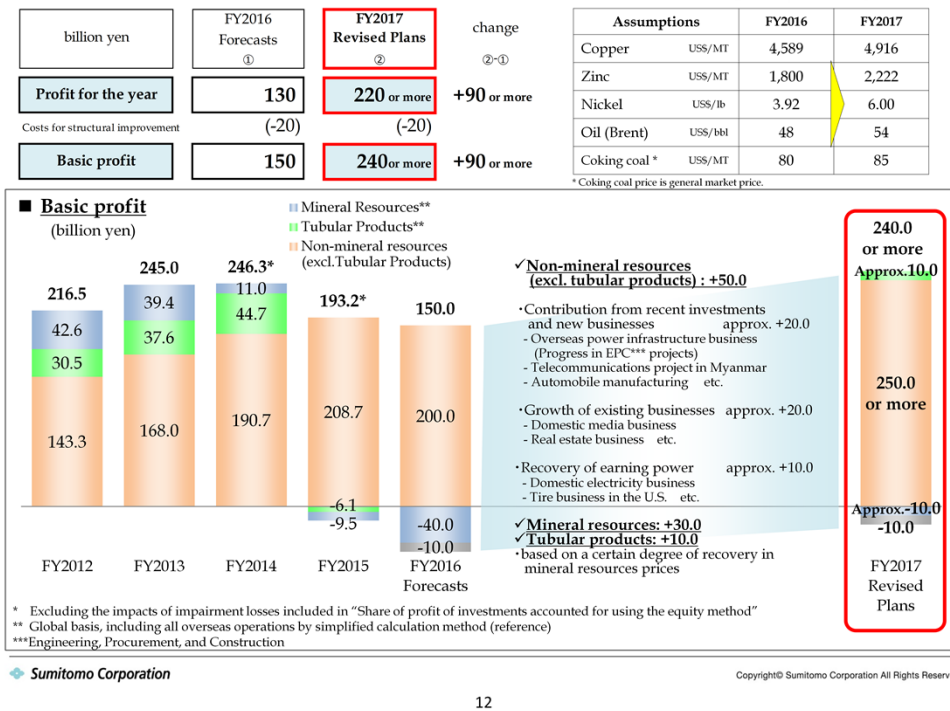 billion yen
FY2016
Forecasts
①
FY2017
Revised Plans
②
change
②-①
Profit for the year
130
220 or more
+90 or more
Costs for structural improvement
(-20)
(-20)
Basic profit
150
240or more
+90 or more
Assumptions FY2016 FY2017
Copper US$/MT 4,589 4,916
Zinc US$/MT 1,800 2,222
Nickel US$/lb 3.92 6.00
Oil (Brent) US$/bbl 48 54
Coking coal * US$/MT 80 85
* Coking coal price is general market price.
■ Basic profit
(billion yen)
Mineral Resources**
Tubular Products**
Non-mineral resources
(excl.Tubular Products)
216.5
42.6
30.5
143.3
FY2012
245.0
39.4
37.6
168.0
FY2013
246.3*
11.0
44.7
190.7
FY2014
193.2*
208.7
-6.1
-9.5
FY2015
150.0
200.0
-40.0
-10.0
FY2016
Forecasts
✓Non-mineral resources
(excl. tubular products) : +50.0
・Contribution from recent investments
and new businesses approx. +20.0
- Overseas power infrastructure business
(Progress in EPC*** projects)
- Telecommunications project in Myanmar
- Automobile manufacturing etc.
・Growth of existing businesses approx. +20.0
- Domestic media business
- Real estate business etc.
・Recovery of earning power approx. +10.0
- Domestic electricity business
- Tire business in the U.S. etc.
✓Mineral resources: +30.0
✓Tubular products: +10.0
・based on a certain degree of recovery in
mineral resources prices
240.0
or more
Approx.10.0
250.0
or more
Approx.-10.0
-10.0
FY2017
Revised
Plans
* Excluding the impacts of impairment losses included in “Share of profit of investments accounted for using the equity method”
** Global basis, including all overseas operations by simplified calculation method (reference)
***Engineering, Procurement, and Construction
Sumitomo Corporation
Copyright© Sumitomo Corporation All Rights Reserv
12